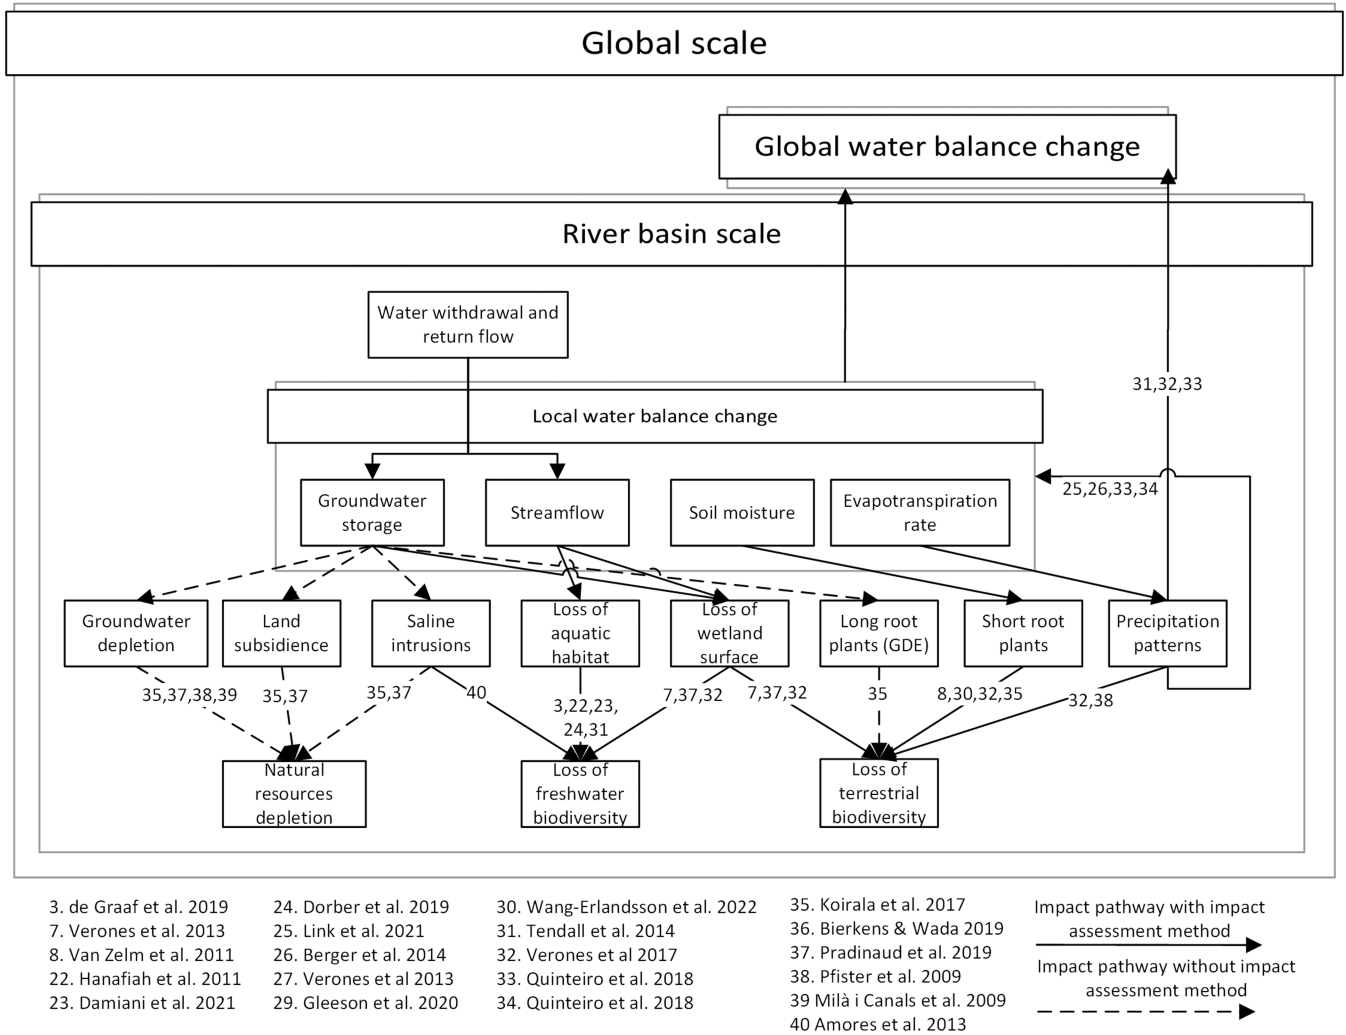 Global scale
Global water balance change
River basin scale
Water withdrawal and
return flow
31,32,33
Local water balance change
25,26,33,34
Groundwater
storage
Streamflow
Soil moisture
Evapotranspiration
rate
Groundwater
depletion
Land
subsidience
Saline
intrusions
Loss of
aquatic
habitat
Loss of
wetland
surface
Long root
plants (GDE)
Short root
plants
Precipitation
patterns
35,37,38,39
35,37
35,37
40
3,22,23,
24,31
7,37,32
7,37,32
35
8,30,32,35
32,38
Natural
resources
depletion
Loss of
freshwater
biodiversity
Loss of
terrestrial
biodiversity
3. de Graaf et al. 2019
7. Verones et al. 2013
8. Van Zelm et al. 2011
22. Hanafiah et al. 2011
23. Damiani et al. 2021
24. Dorber et al. 2019
25. Link et al. 2021
26. Berger et al. 2014
27. Verones et al 2013
29. Gleeson et al. 2020
30. Wang-Erlandsson et al. 2022
31. Tendall et al. 2014
32. Verones et al 2017
33. Quinteiro et al. 2018
34. Quinteiro et al. 2018
35. Koirala et al. 2017
36. Bierkens & Wada 2019
37. Pradinaud et al. 2019
38. Pfister et al. 2009
39 Milà i Canals et al. 2009
40 Amores et al. 2013
Impact pathway with impact
assessment method
Impact pathway without impact
assessment method